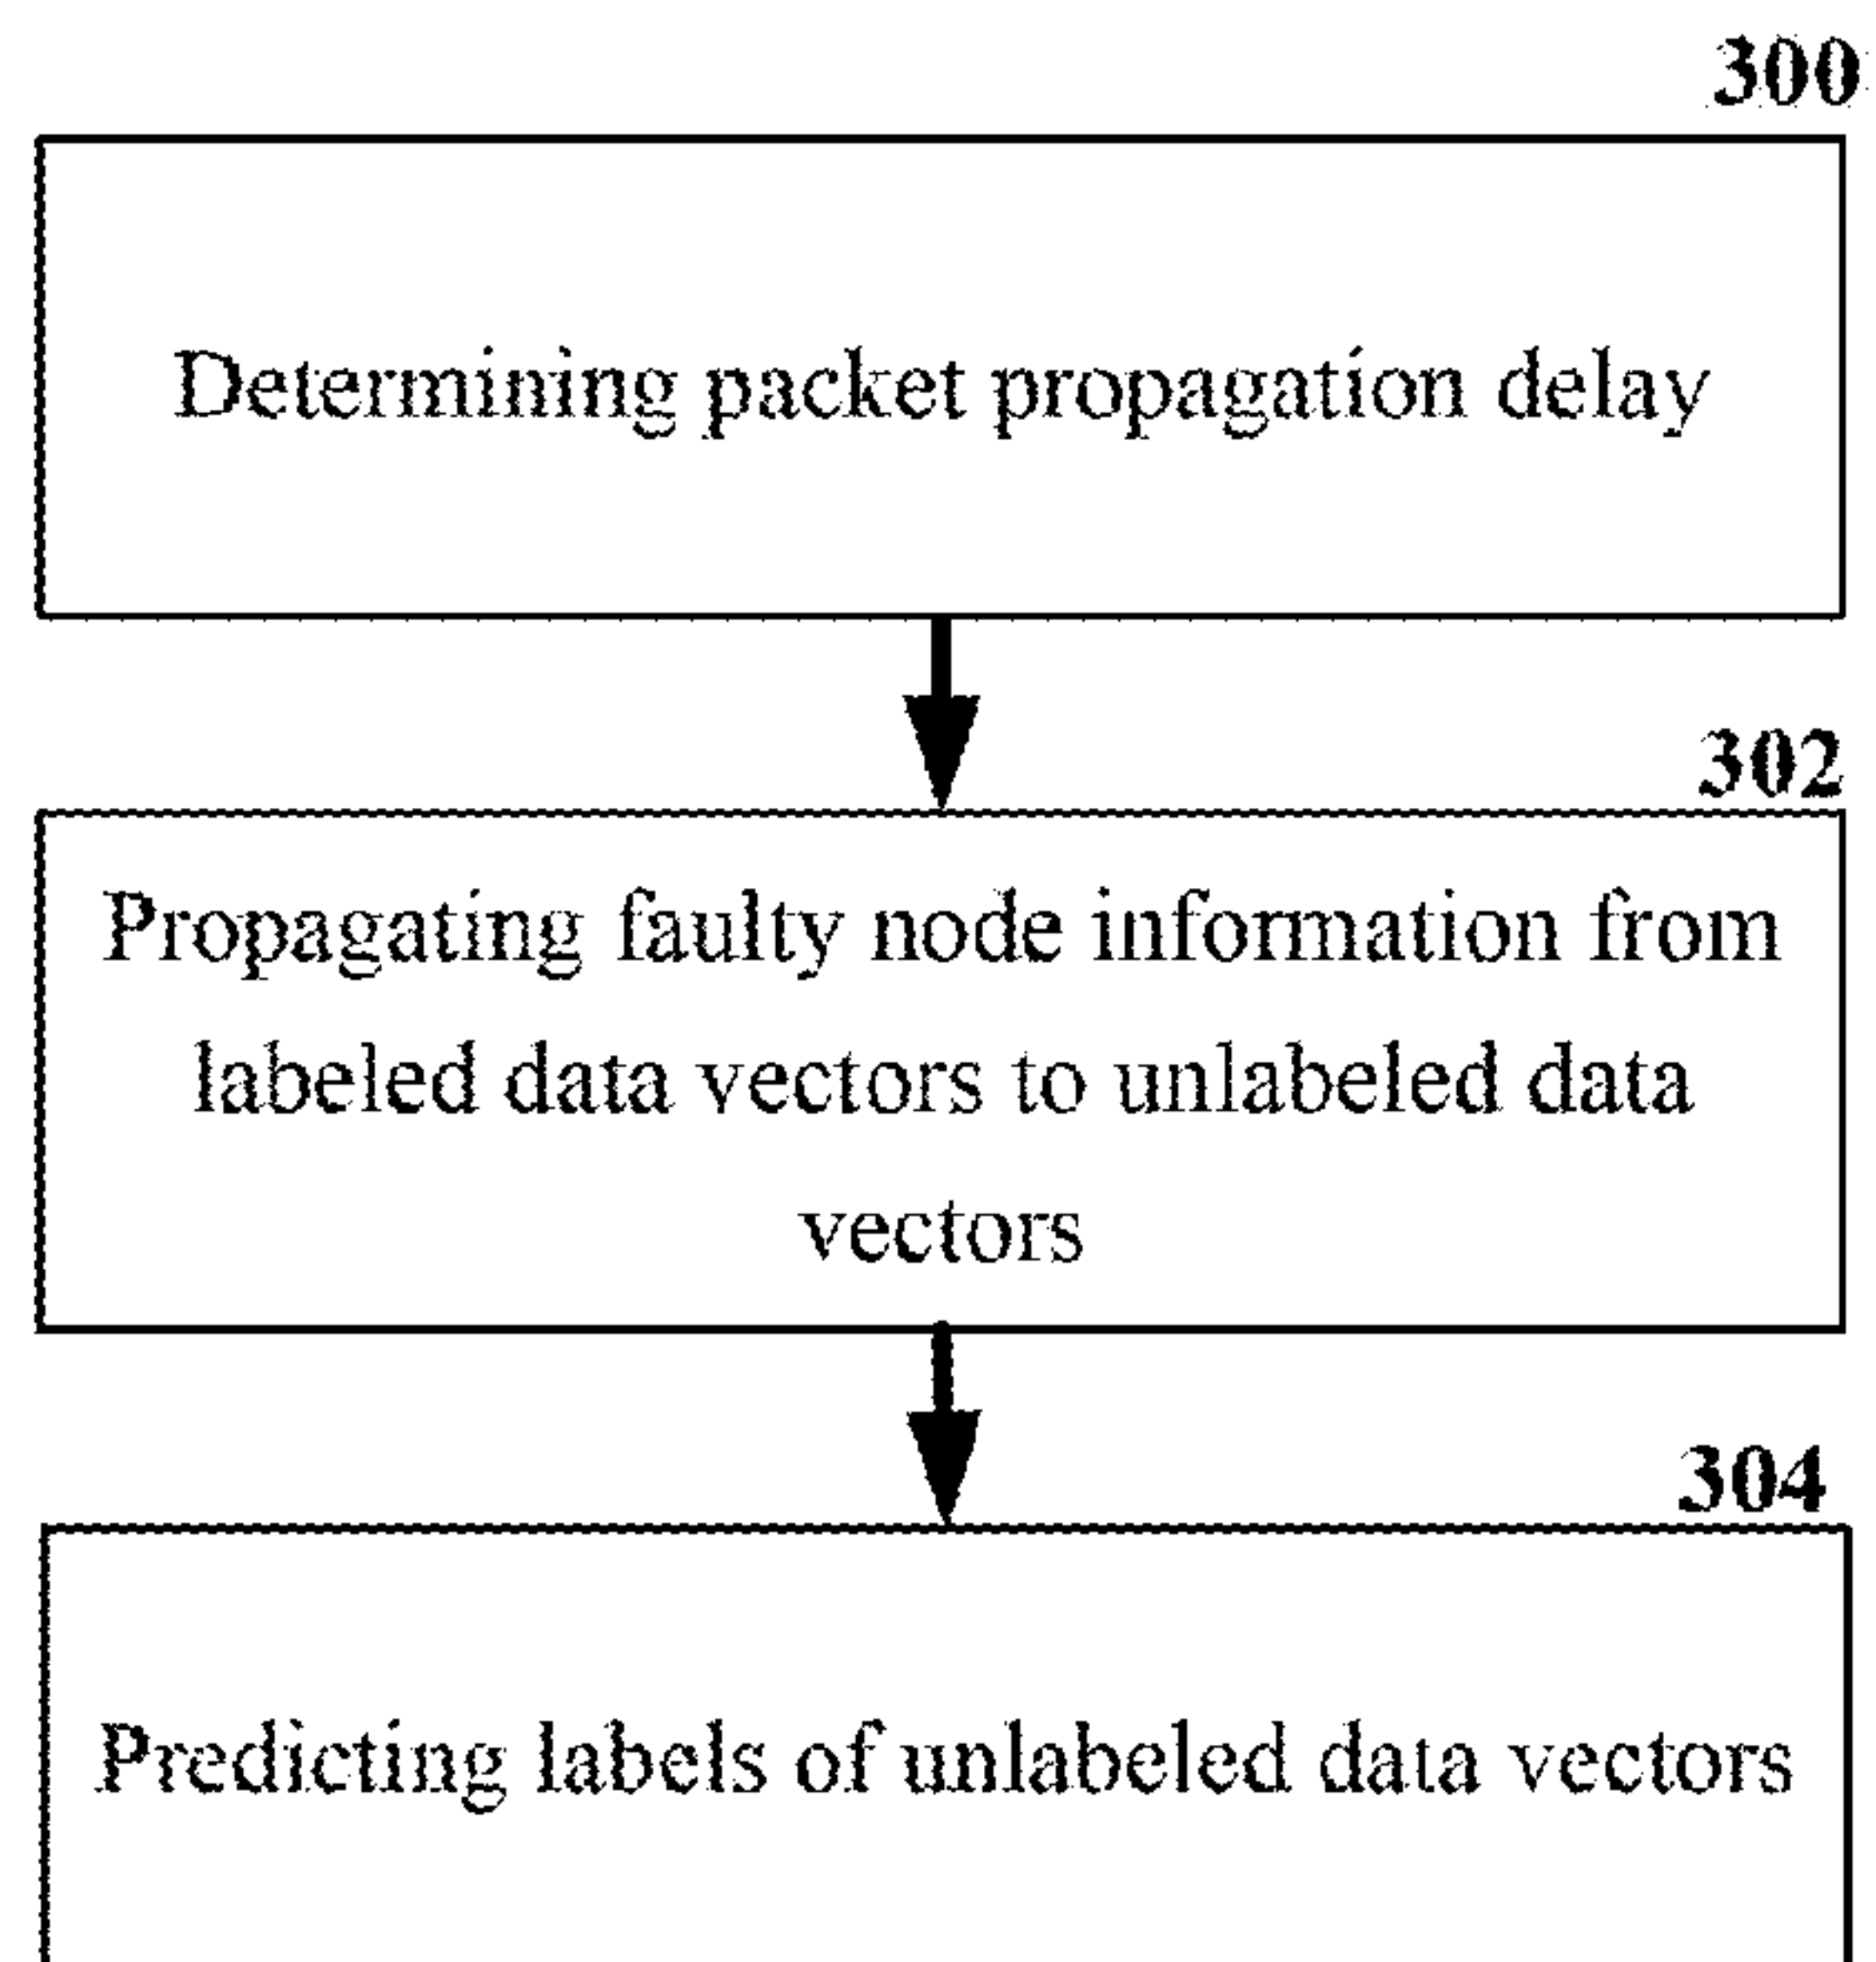 300
Determining packet propagation delay
302
Propagating faulty node information from
labeled data vectors to unlabeled data
vectors
304
Predicting labels of unlabeled data vectors